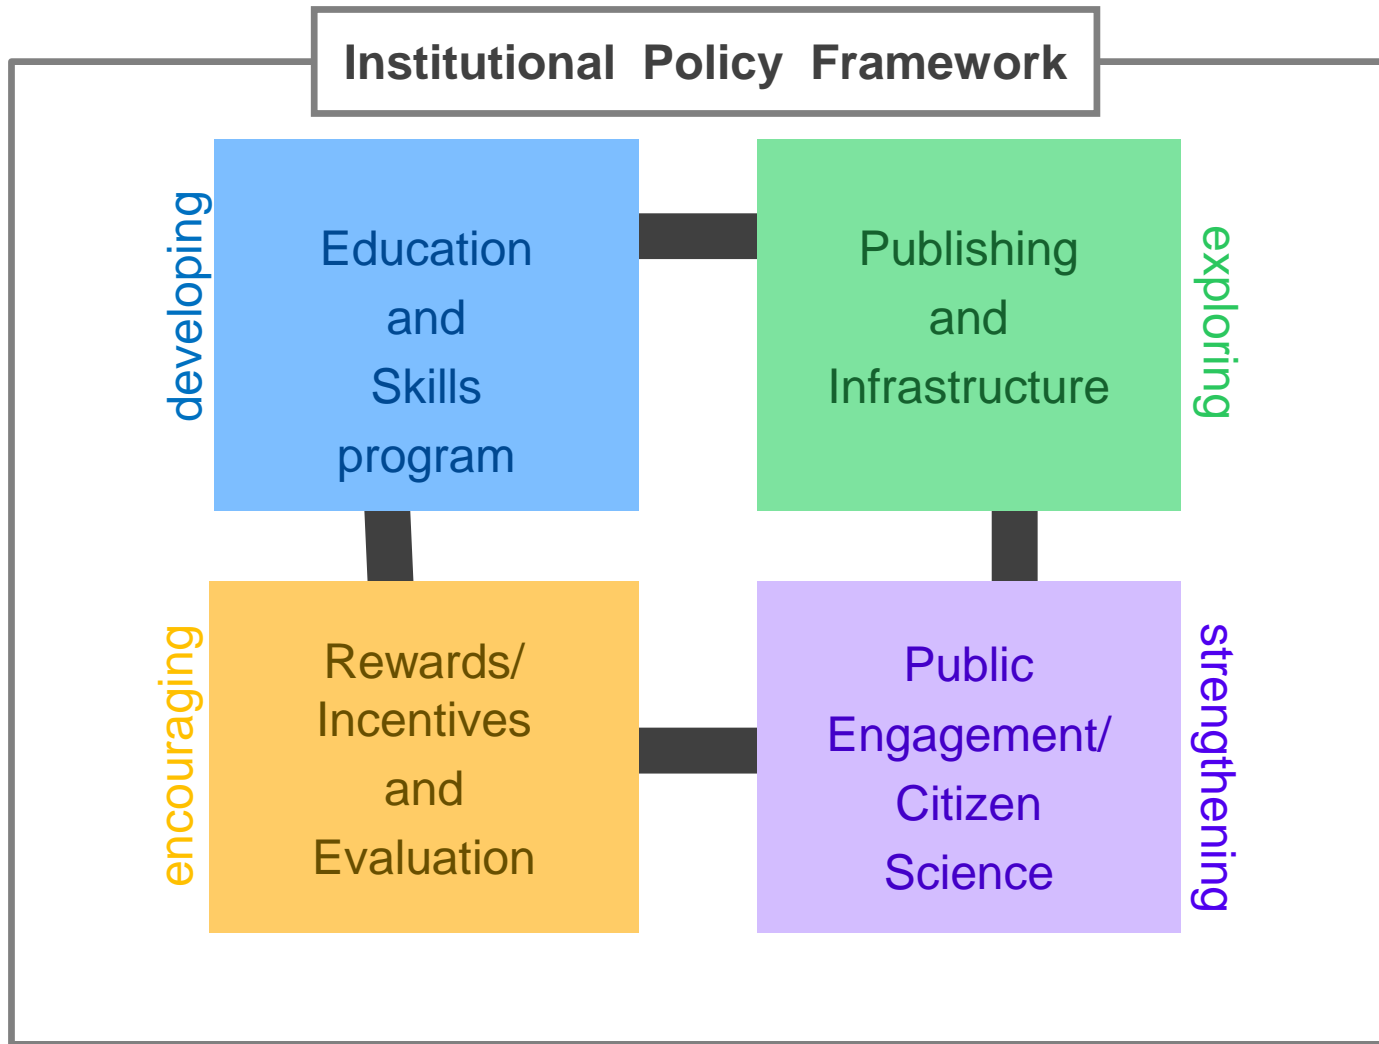 Institutional Policy Framework
developing
Education
and
Skills
program
Publishing
and
Infrastructure
exploring
encouraging
Rewards/
Incentives
and
Evaluation
Public
Engagement/
Citizen
Science
strengthening